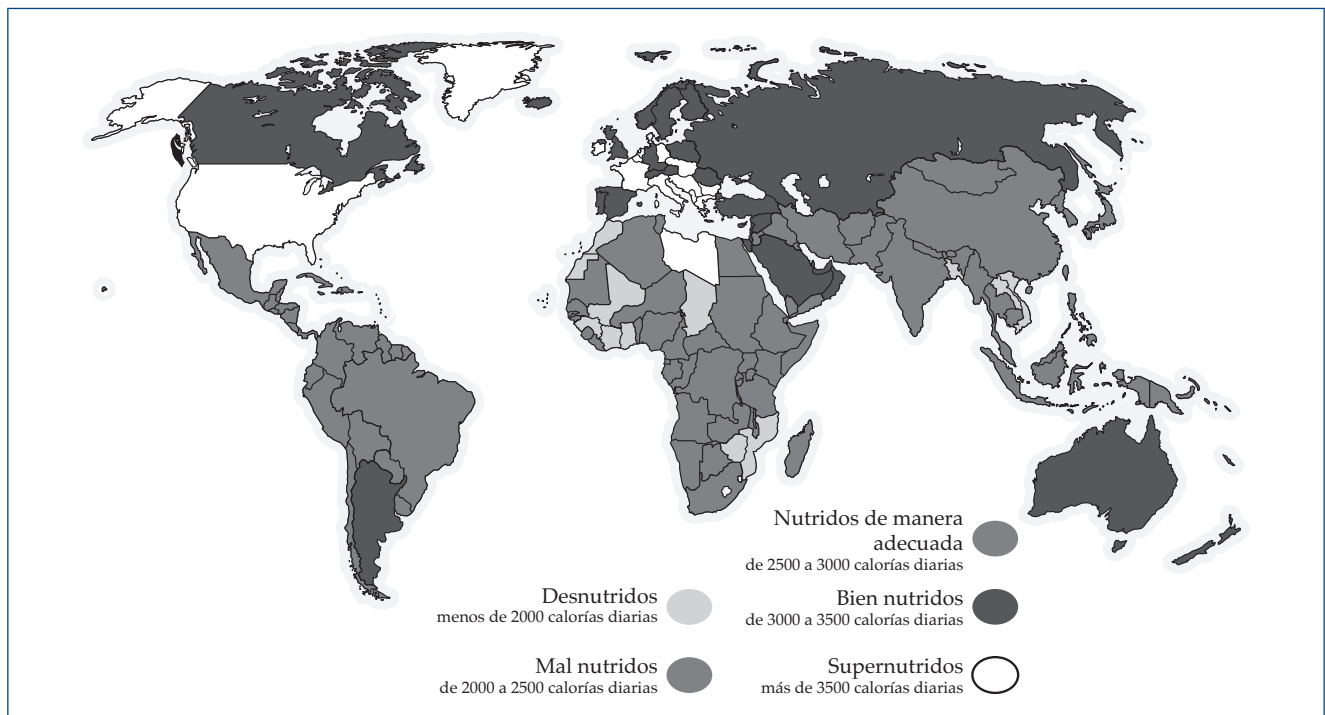 Nutridos de manera
adecuada
de 2500 a 3000 calorías diarias
Desnutridos
menos de 2000 calorías diarias
Bien nutridos
de 3000 a 3500 calorías diarias
Mal nutridos
de 2000 a 2500 calorías diarias
Supernutridos
más de 3500 calorías diarias